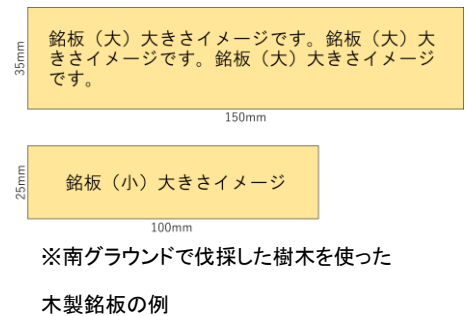 銘板（大）大きさイメージです。銘板（大）大
きさイメージです。銘板（大）大きさイメージ
です。
35mm
150mm
銘板（小）大きさイメージ
25mm
100mm
※南グラウンドで伐採した樹木を使った
木製銘板の例